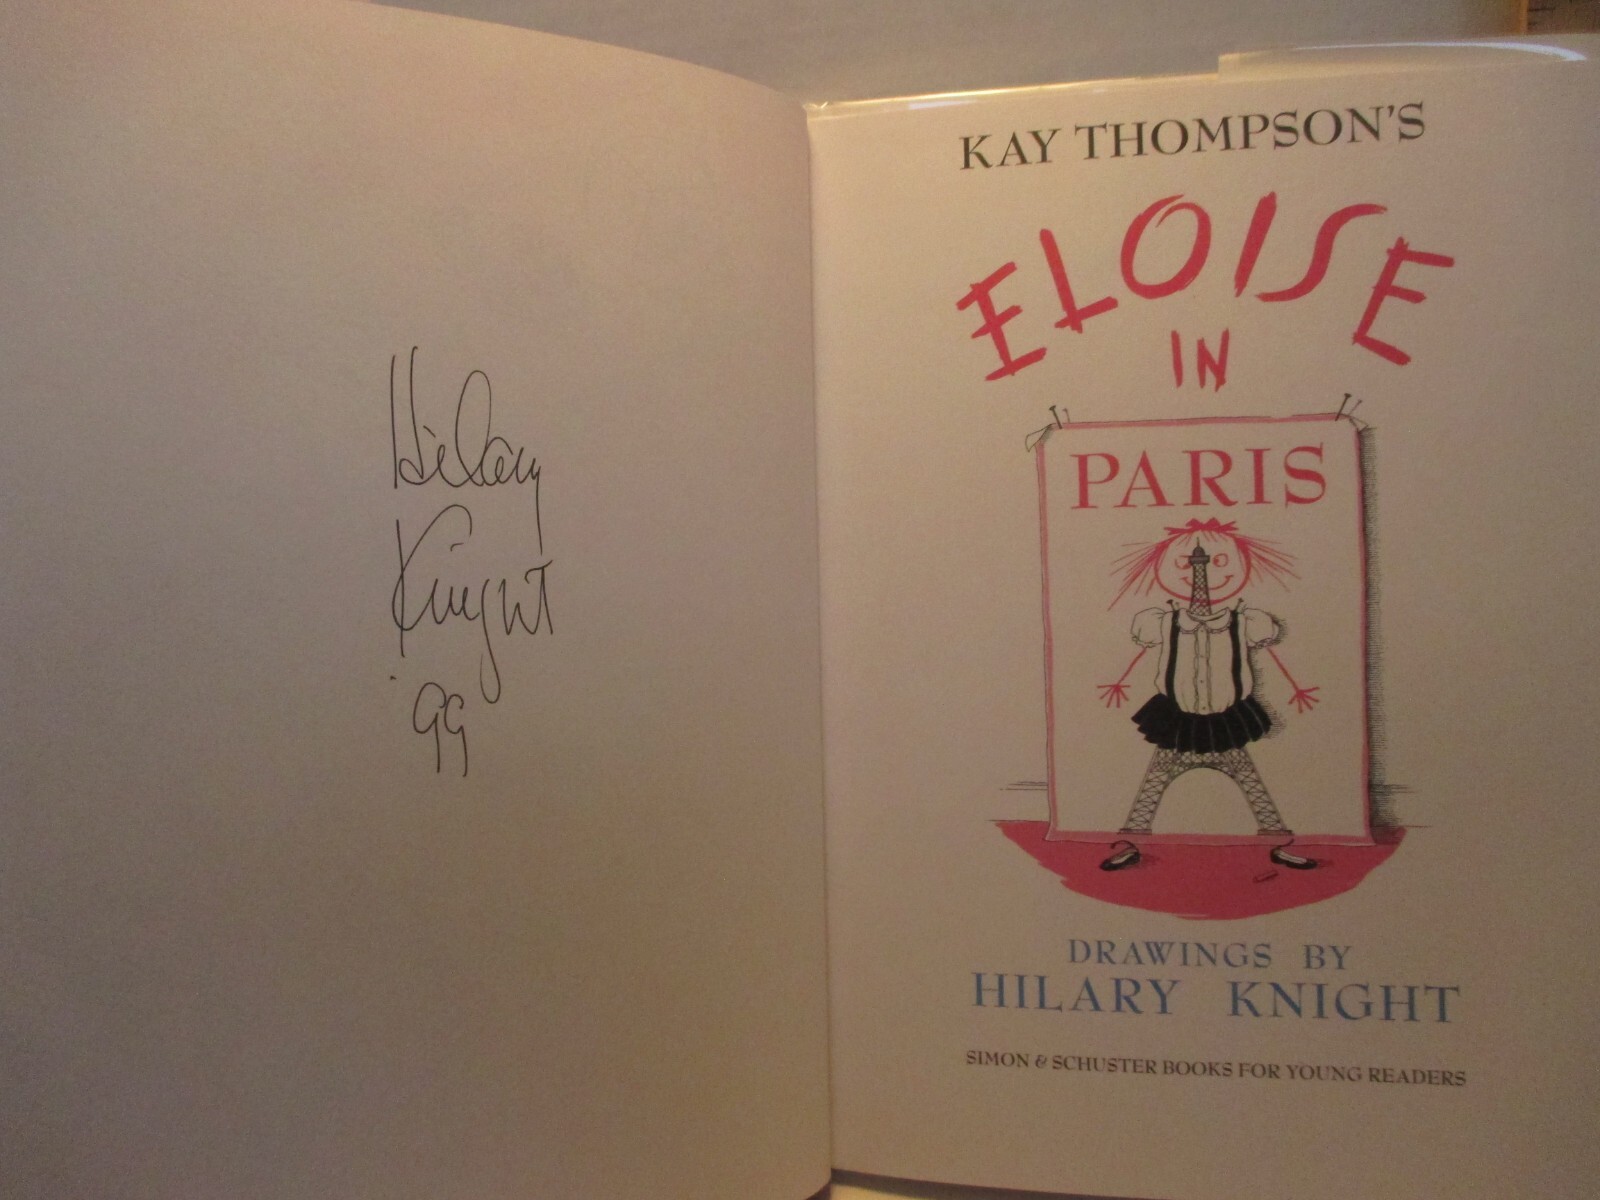 Hilary
Knight
'99
KAY THOMPSON'S
ELOISE
IN
PARIS
DRAWINGS BY
HILARY KNIGHT
SIMON & SCHUSTER BOOKS FOR YOUNG READERS